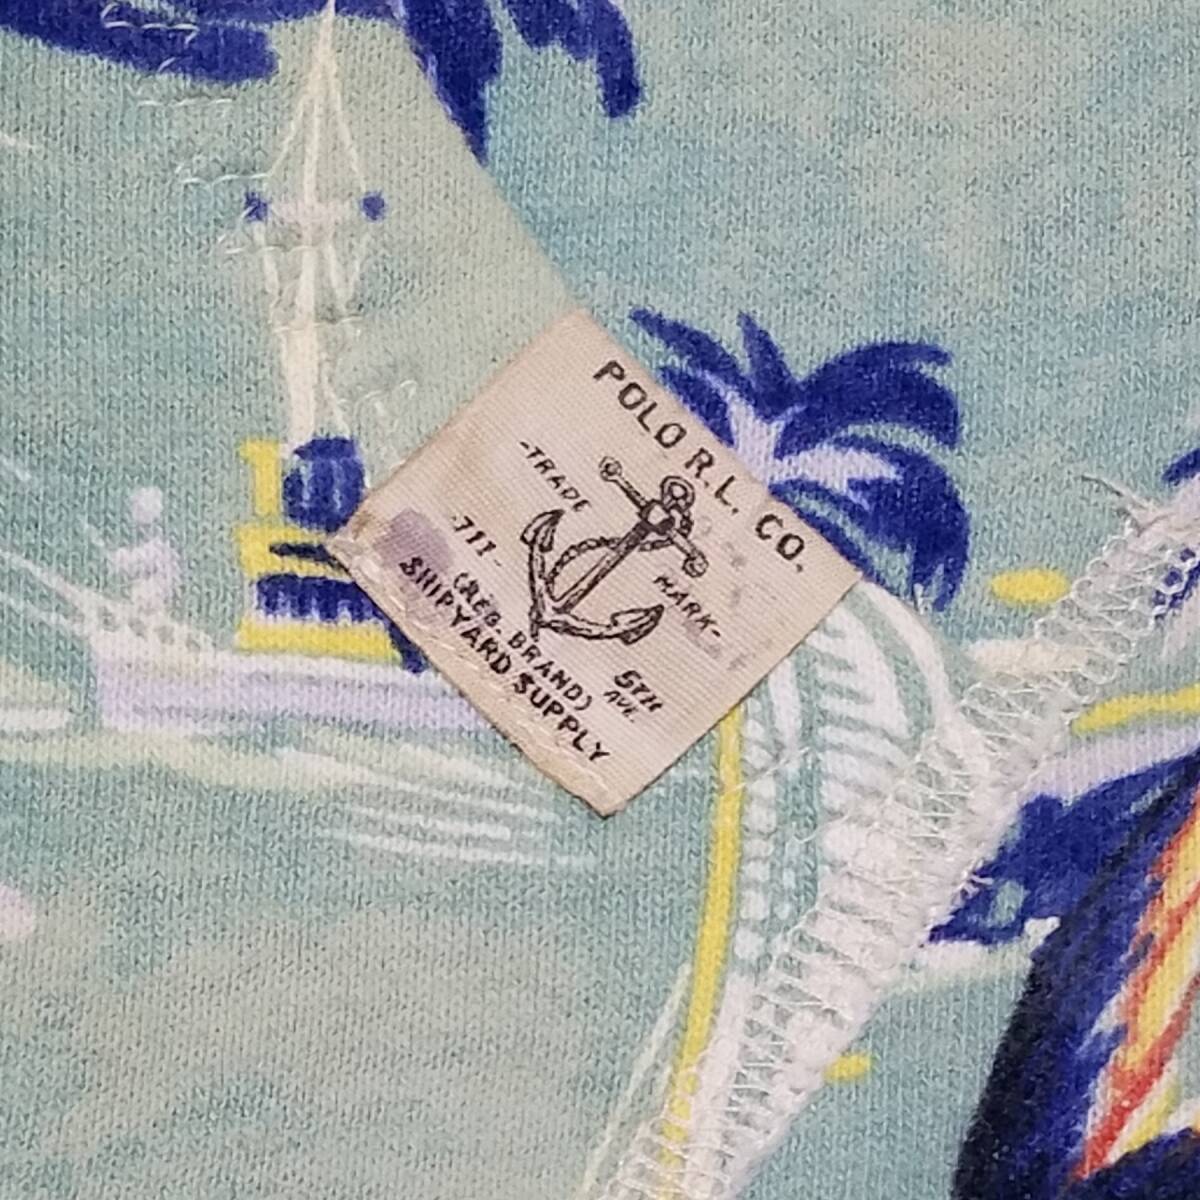 POLO R.L. CO.
-TRADE
MARK-
-711-
5TH
AVE.
(REG. BRAND)
SHIPYARD SUPPLY